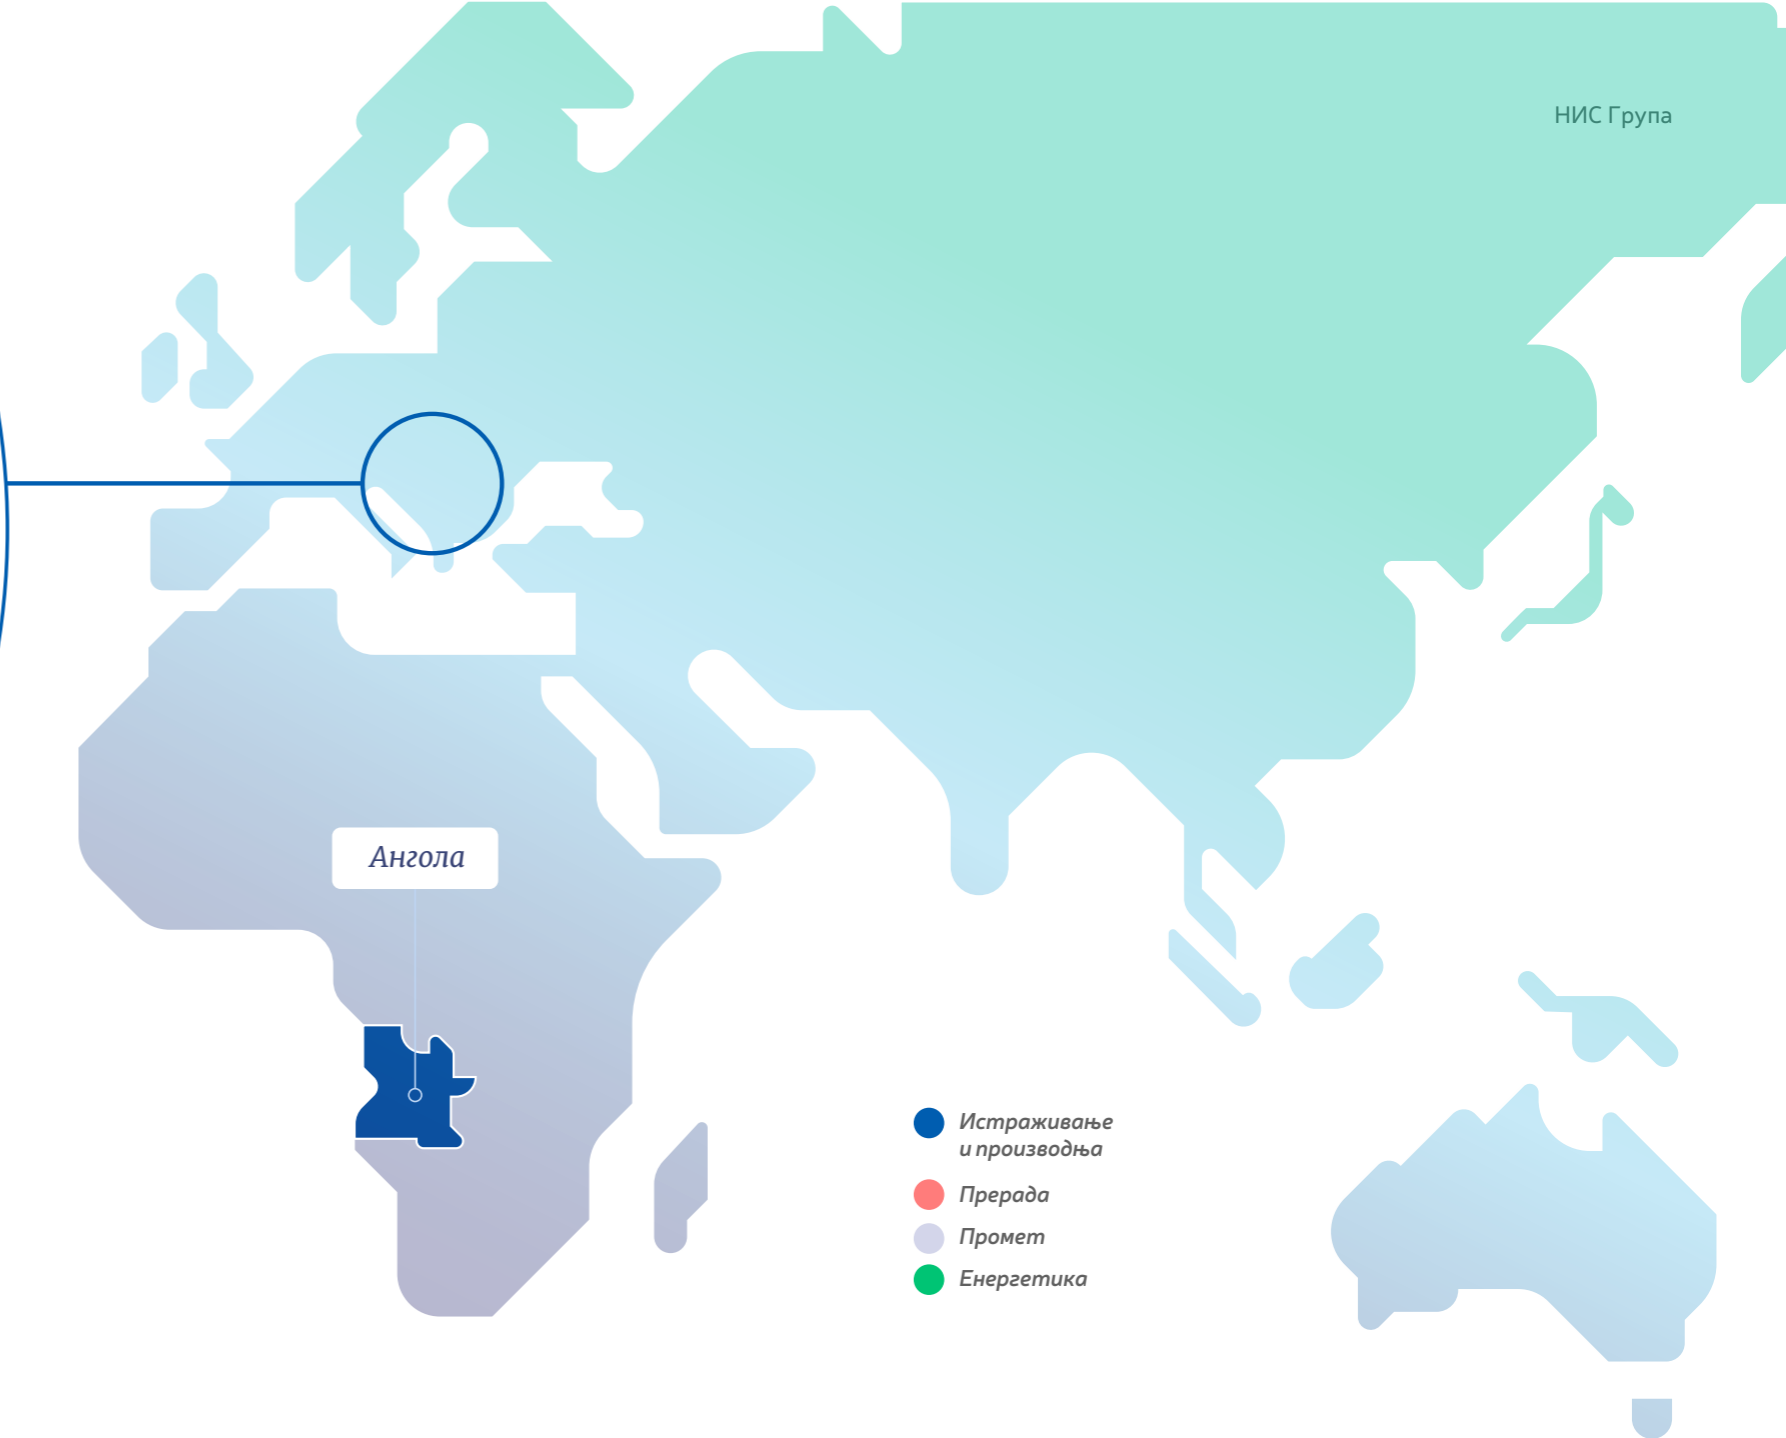 НИС Група
Ангола
Истраживање
и производња
Прерада
Промет
Енергетика